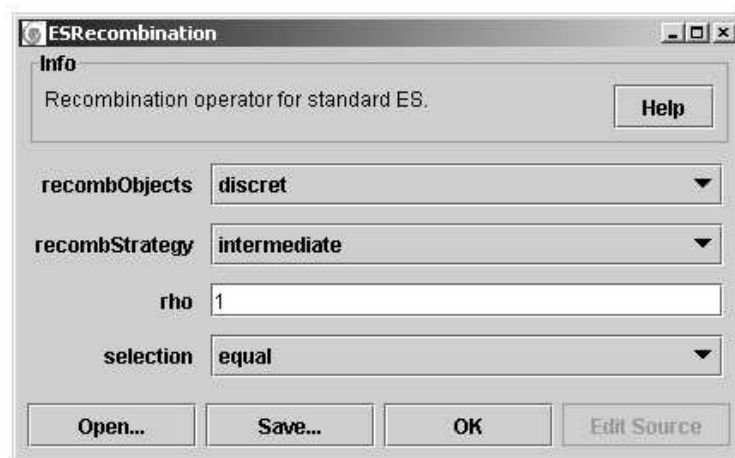 ESRecombination
Info
Recombination operator for standard ES.
Help
recombObjects discret
recombStrategy intermediate
rho 1
selection equal
Open... Save... OK Edit Source